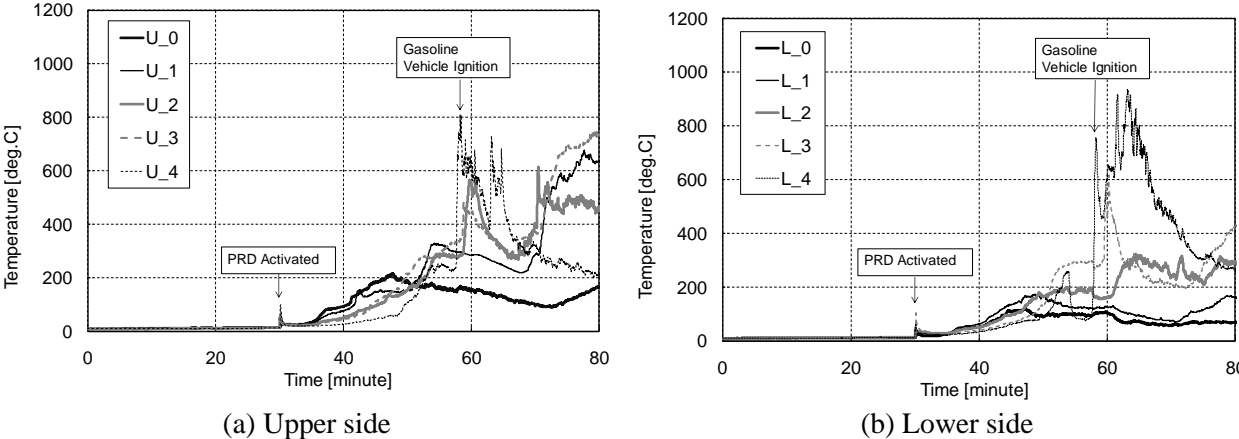 1200
1000
800
600
400
200
0
Temperature [deg.C]
U_0
U_1
U_2
U_3
U_4
Gasoline
Vehicle Ignition
PRD Activated
0 20 40 60 80
Time [minute]
(a) Upper side
1200
1000
800
600
400
200
0
Temperature [deg.C]
L_0
L_1
L_2
L_3
L_4
Gasoline
Vehicle Ignition
PRD Activated
0 20 40 60 80
Time [minute]
(b) Lower side